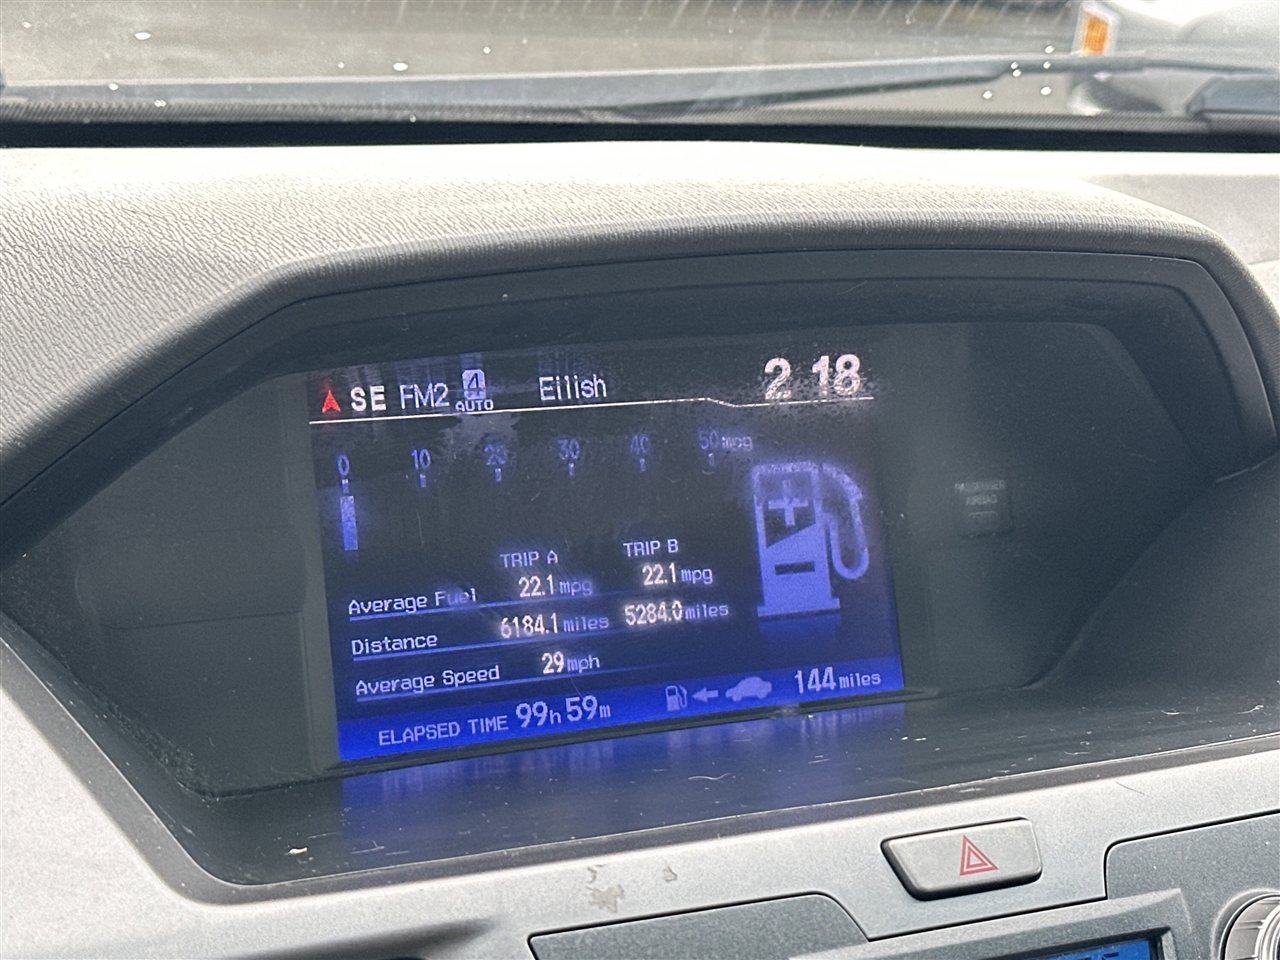 SE FM2 4 AUTO Eilish 2:18
0 10 20 30 40 50 mpg
TRIP A TRIP B
Average Fuel 22.1 mpg 22.1 mpg
Distance 6184.1 miles 5284.0 miles
Average Speed 29 mph
ELAPSED TIME 99h 59m 144 miles
PASSENGER
AIRBAG